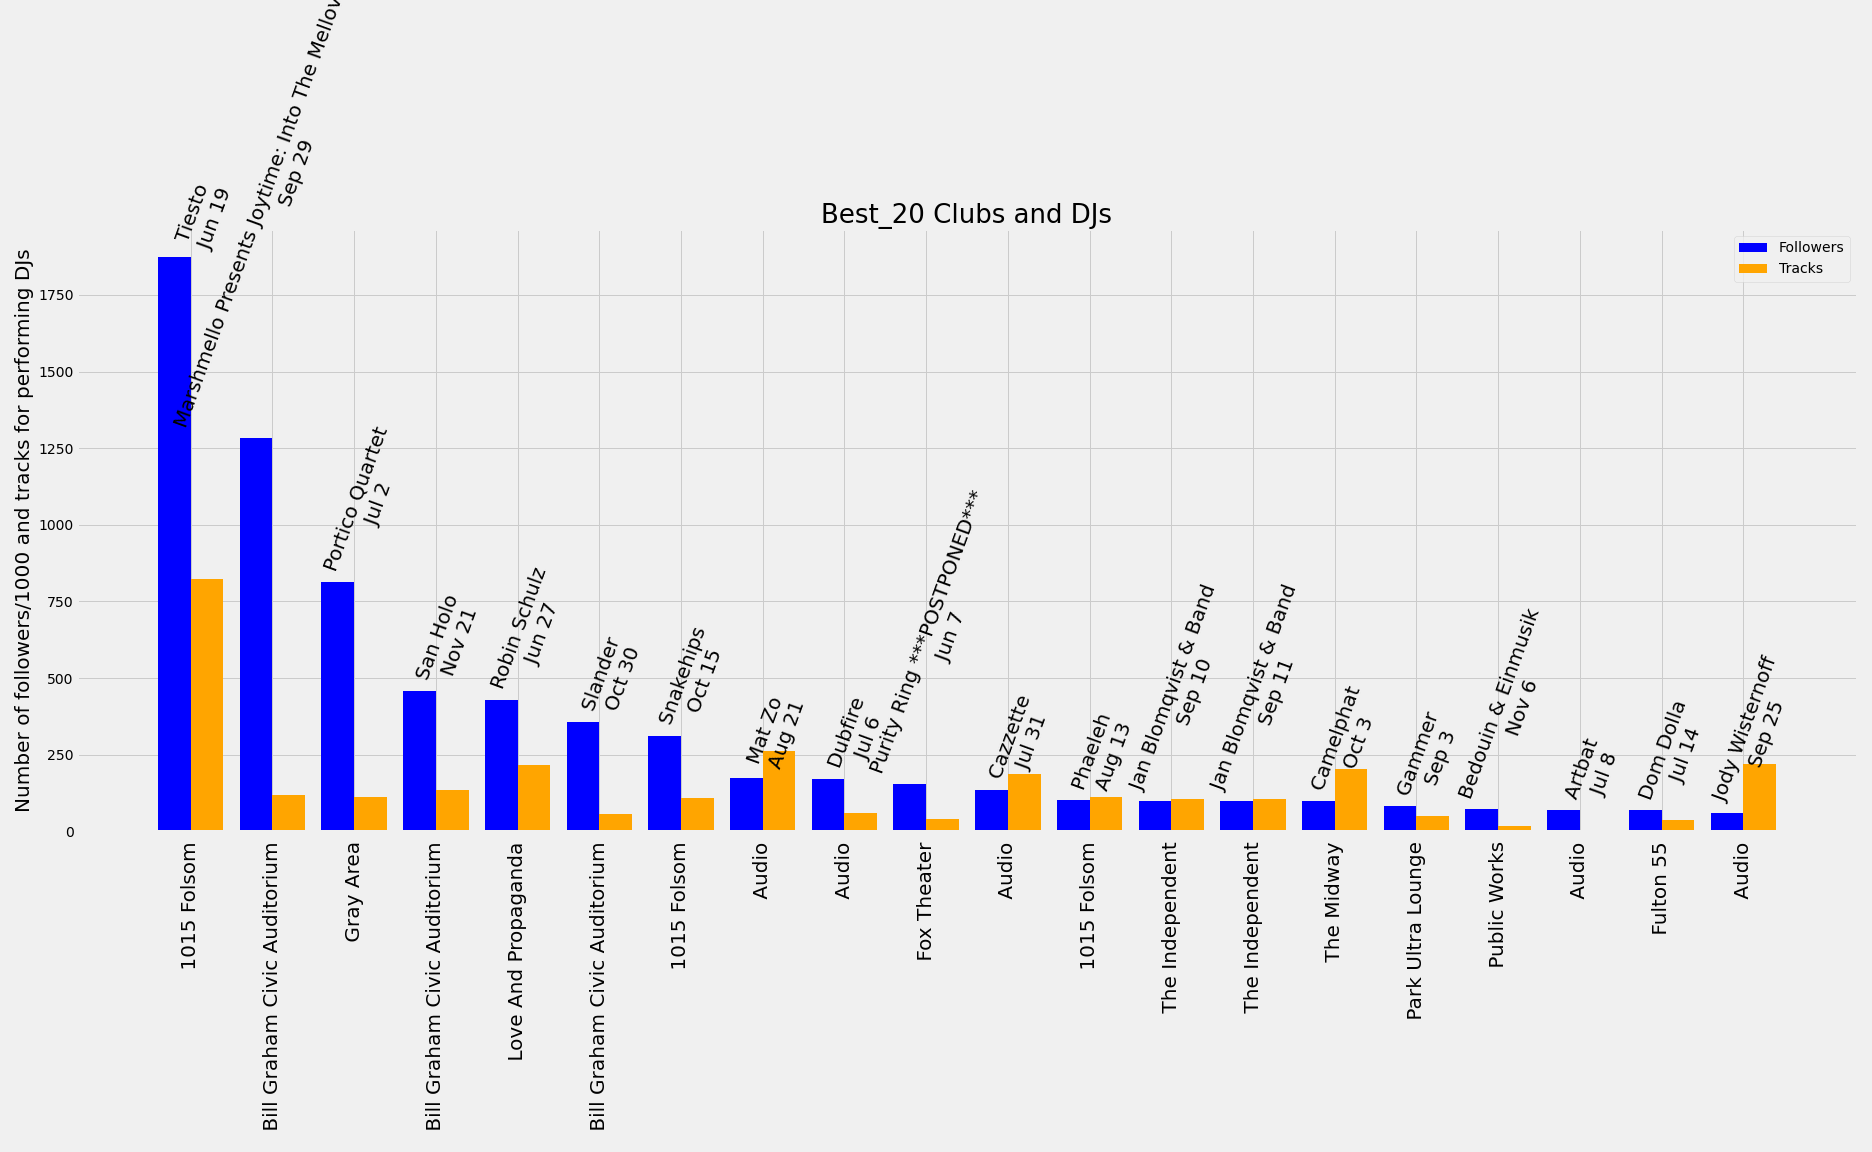 Marshmello Presents Joytime: Into The
Sep 29
Tiesto
Jun 19
Best_20 Clubs and DJs
Followers
Tracks
Number of followers/1000 and tracks for performing DJs
1750
1500
1250
1000
750
500
250
0
Portico Quartet
Jul 2
San Holo
Nov 21
Robin Schulz
Jun 27
Slander
Oct 30
Snakehips
Oct 15
Mat Zo
Aug 21
Dubfire
Jul 6
Purity Ring ***POSTPONED***
Jun 7
Cazzette
Jul 31
Phaeleh
Aug 13
Jan Blomqvist & Band
Sep 10
Jan Blomqvist & Band
Sep 11
Camelphat
Oct 3
Gammer
Sep 3
Bedouin & Einmusik
Nov 6
Artbat
Jul 8
Dom Dolla
Jul 14
Jody Wisternoff
Sep 25
1015 Folsom
Bill Graham Civic Auditorium
Gray Area
Bill Graham Civic Auditorium
Love And Propaganda
Bill Graham Civic Auditorium
1015 Folsom
Audio
Audio
Fox Theater
Audio
1015 Folsom
The Independent
The Independent
The Midway
Park Ultra Lounge
Public Works
Audio
Fulton 55
Audio